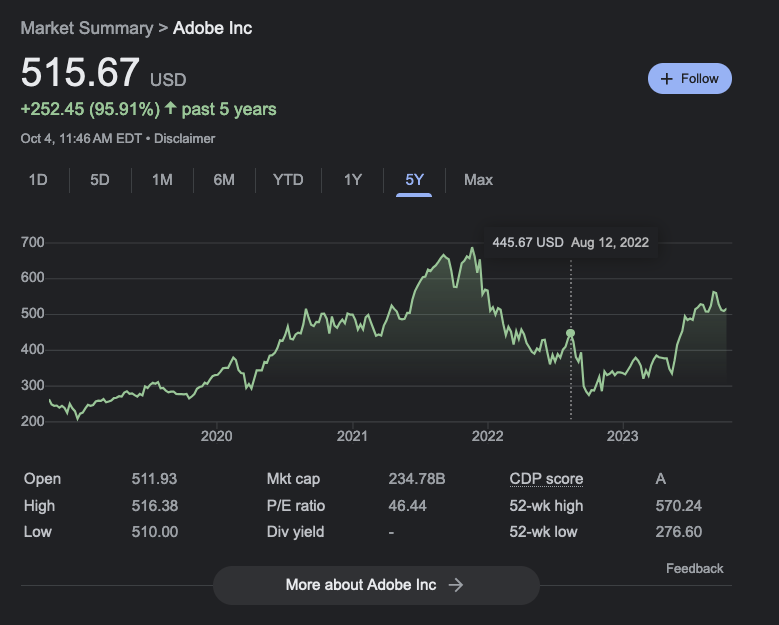 Market Summary > Adobe Inc
515.67 USD
+ Follow
+252.45 (95.91%) ↑ past 5 years
Oct 4, 11:46 AM EDT • Disclaimer
1D 5D 1M 6M YTD 1Y 5Y Max
445.67 USD Aug 12, 2022
700
600
500
400
300
200
2020 2021 2022 2023
Open 511.93 Mkt cap 234.78B CDP score A
High 516.38 P/E ratio 46.44 52-wk high 570.24
Low 510.00 Div yield - 52-wk low 276.60
Feedback
More about Adobe Inc →